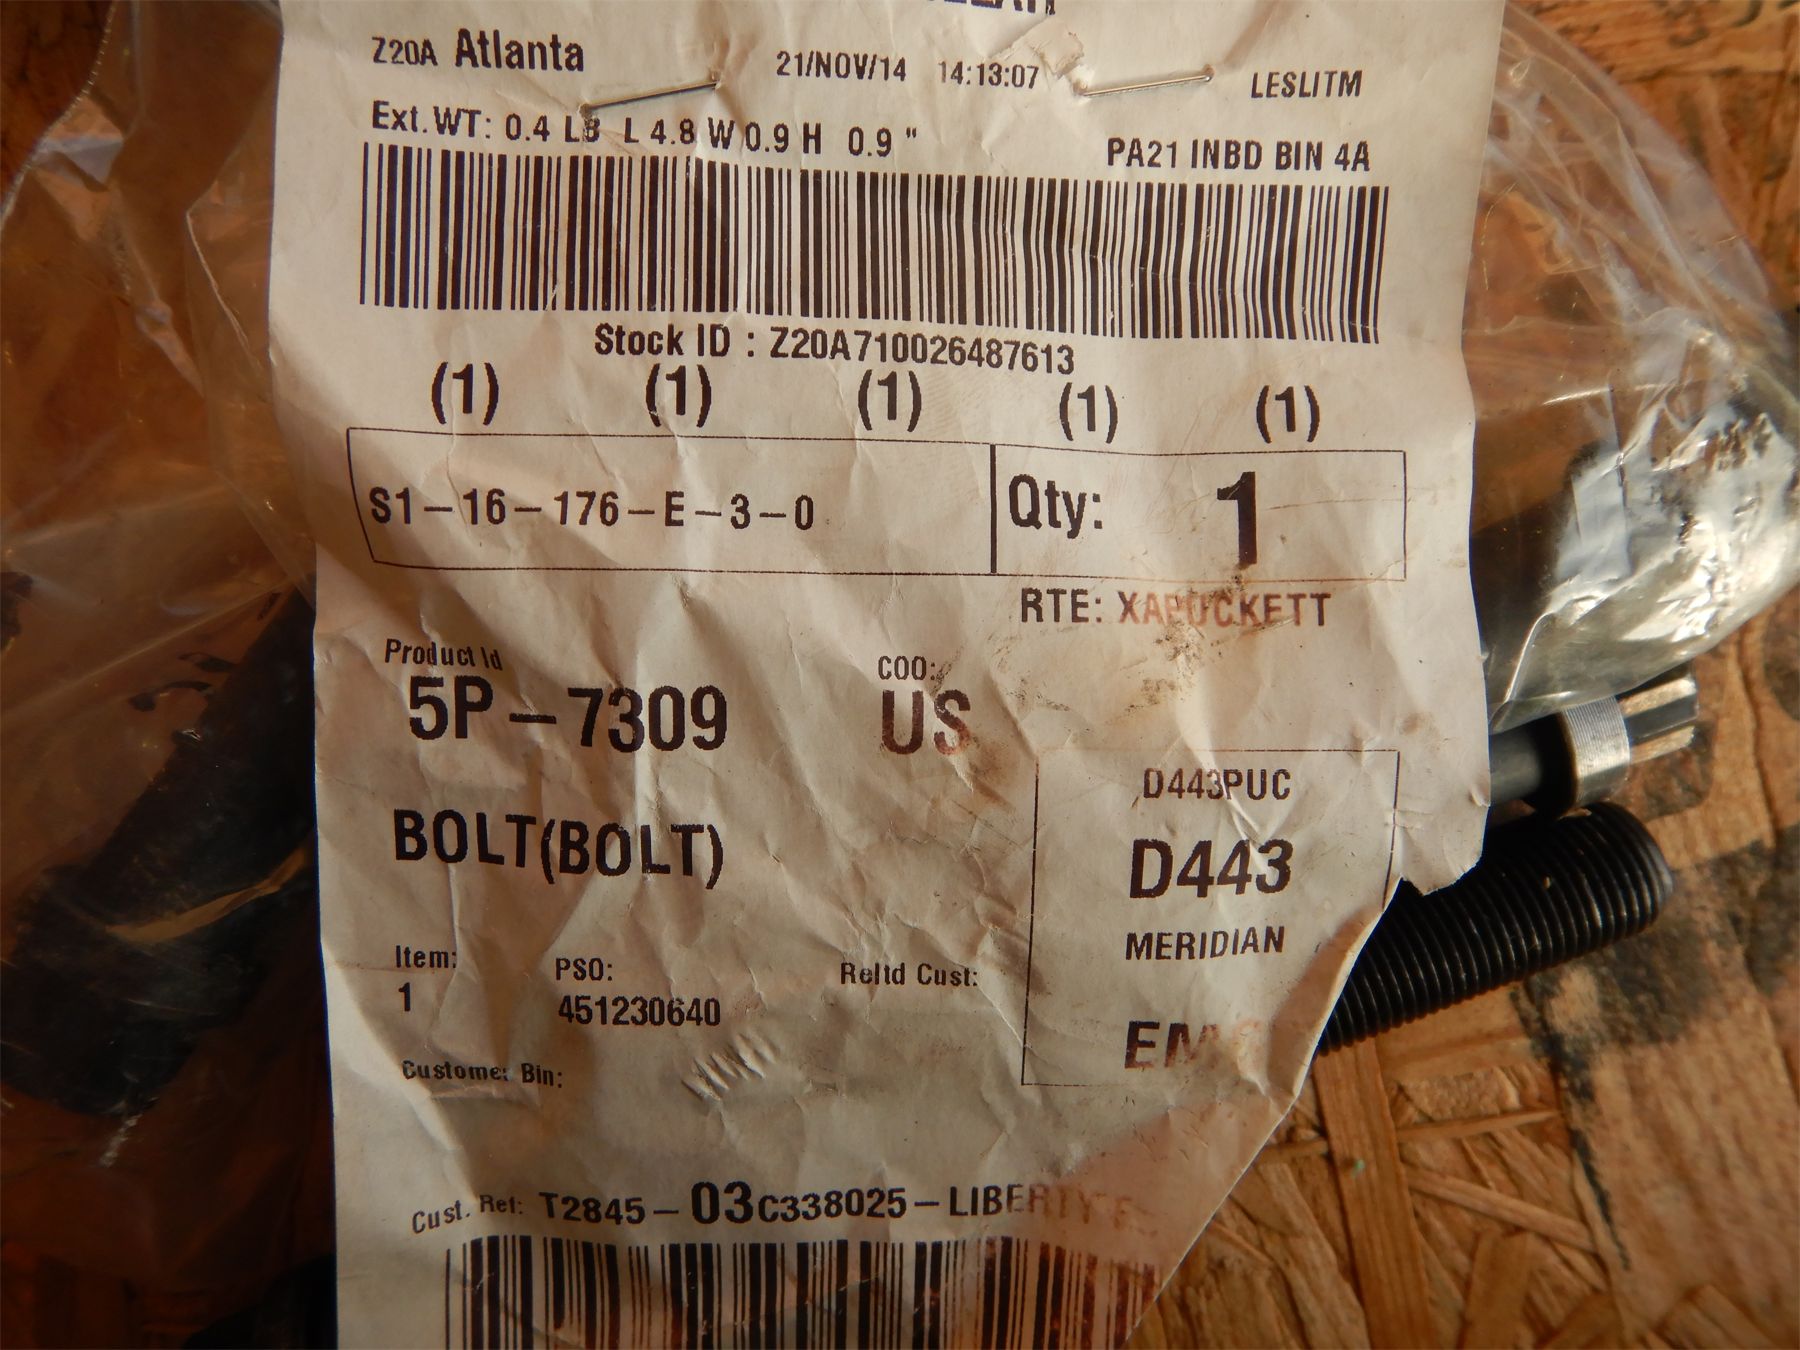 Z20A Atlanta 21/NOV/14 14:13:07 LESLITM
Ext.WT: 0.4 LB L 4.8 W 0.9 H 0.9 "
PA21 INBD BIN 4A
Stock ID : Z20A710026487613
(1) (1) (1) (1) (1)
S1-16-176-E-3-0 Qty: 1
RTE: XAPUCKETT
Product Id COO:
5P-7309 US
D443PUC
BOLT(BOLT) D443
MERIDIAN
Item: PSO: Reltd Cust:
1 451230640
Customer Bin:
Cust. Ref: T2845-03C338025-LIBERTY